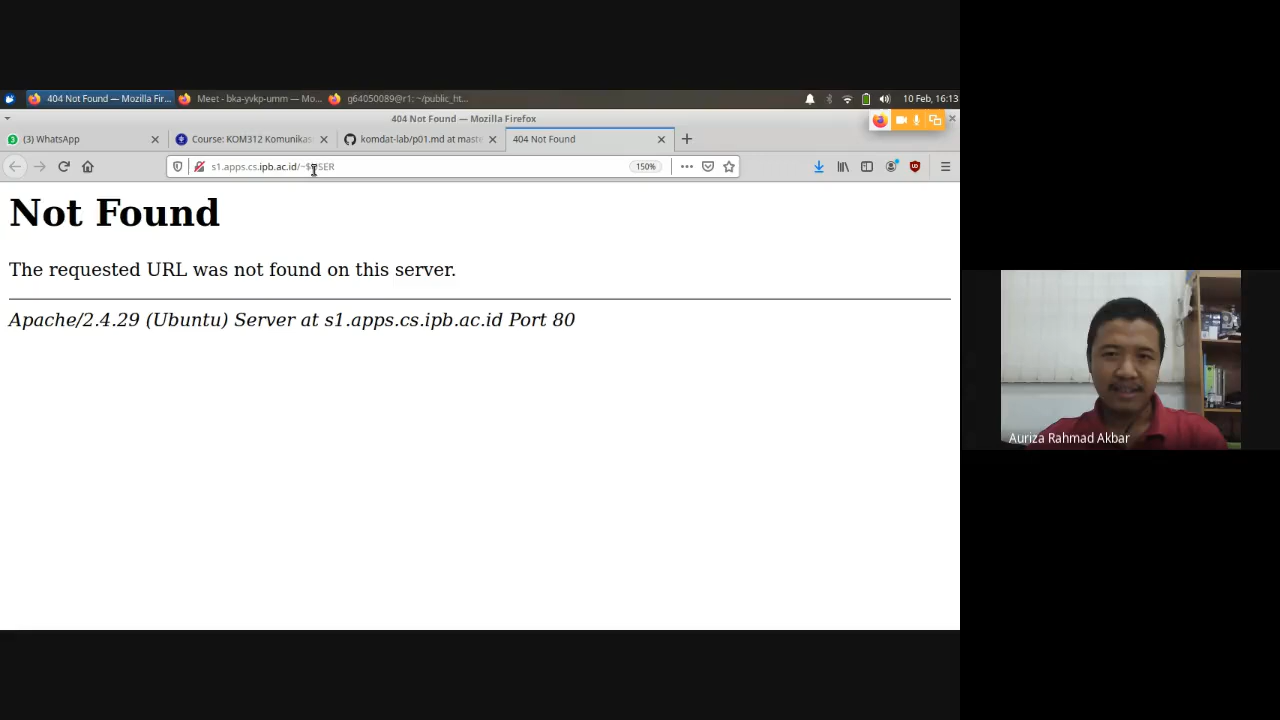 404 Not Found — Mozilla Fir...
Meet - bka-yvkp-umm — Mo...
g64050089@r1: ~/public_ht...
10 Feb, 16:13
404 Not Found — Mozilla Firefox
(3) WhatsApp
Course: KOM312 Komunikas
komdat-lab/p01.md at maste
404 Not Found
s1.apps.cs.ipb.ac.id/~$USER
150%
Not Found
The requested URL was not found on this server.
Apache/2.4.29 (Ubuntu) Server at s1.apps.cs.ipb.ac.id Port 80
Auriza Rahmad Akbar